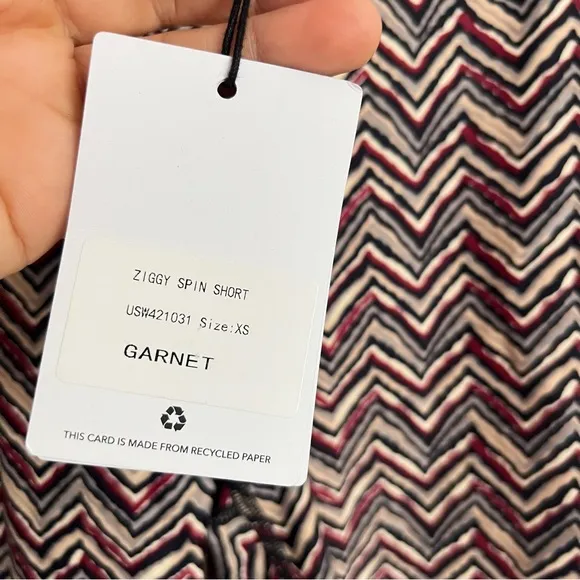 ZIGGY SPIN SHORT
USW421031 Size:XS
GARNET
THIS CARD IS MADE FROM RECYCLED PAPER